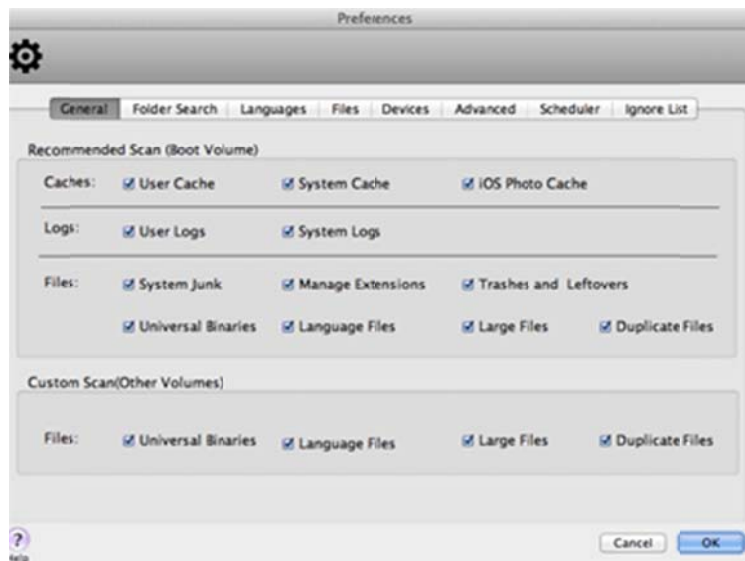 Preferences
General Folder Search Languages Files Devices Advanced Scheduler Ignore List
Recommended Scan (Boot Volume)
Caches: User Cache System Cache iOS Photo Cache
Logs: User Logs System Logs
Files: System Junk Manage Extensions Trashes and Leftovers
Universal Binaries Language Files Large Files Duplicate Files
Custom Scan(Other Volumes)
Files: Universal Binaries Language Files Large Files Duplicate Files
?
Help
Cancel OK